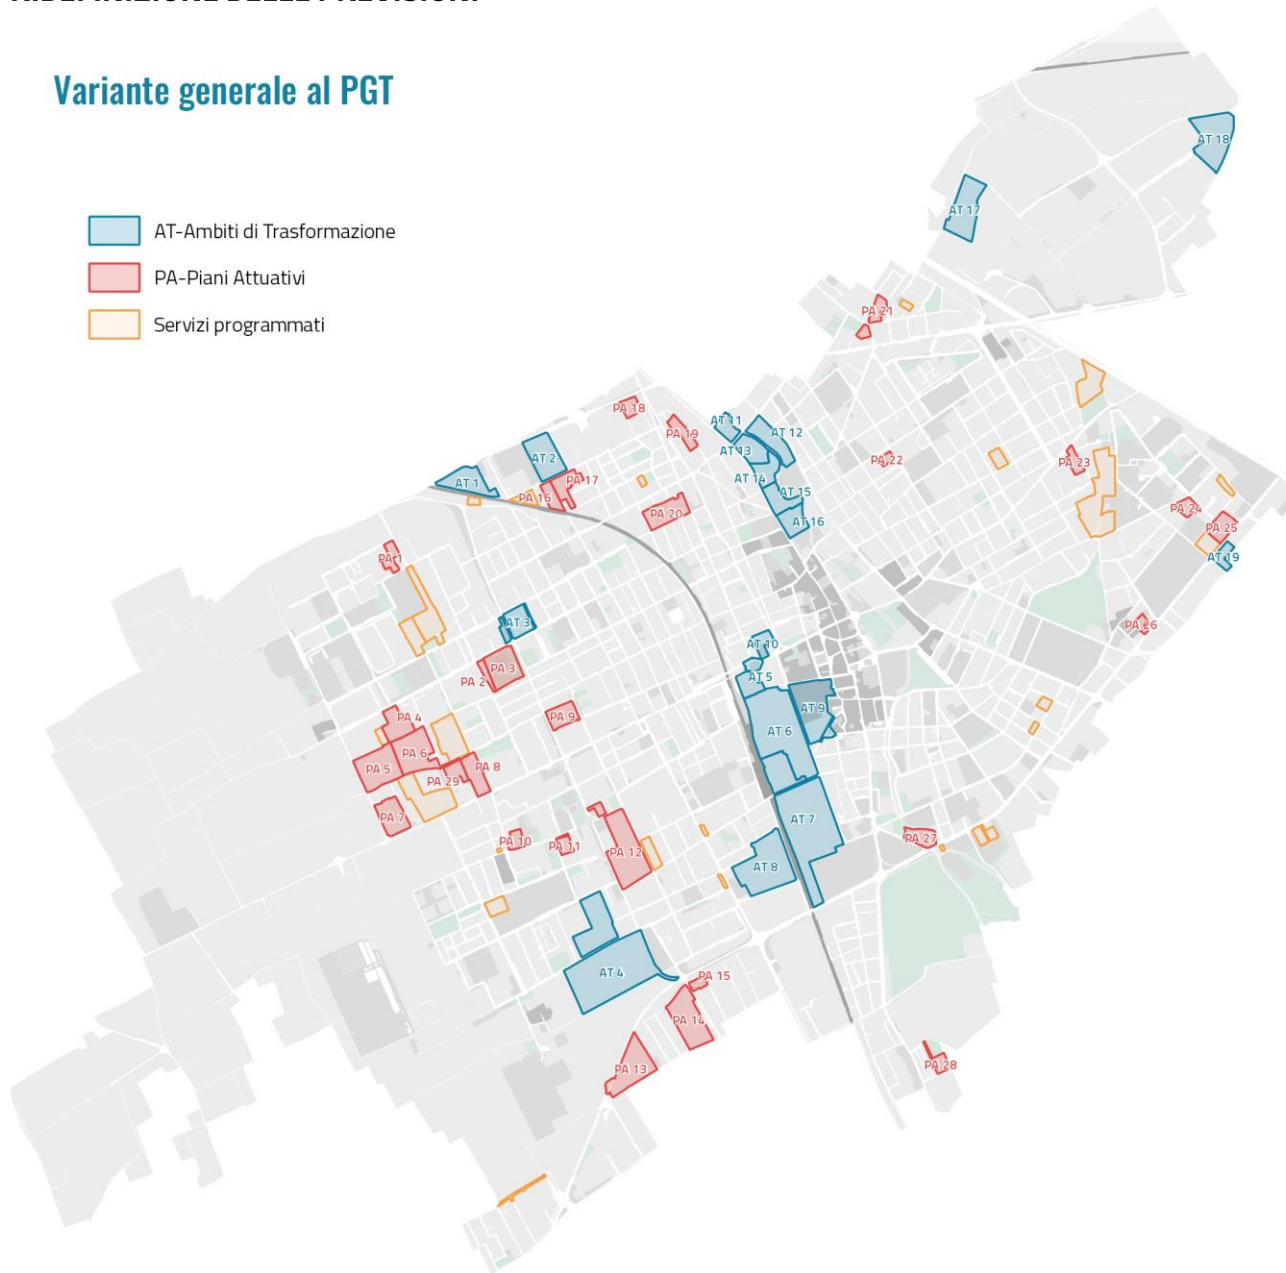 RIDEFINIZIONE DELLE PREVISIONI
Variante generale al PGT
AT-Ambiti di Trasformazione
PA-Piani Attuativi
Servizi programmati
AT 18
AT 17
PA 21
PA 18
AT 11
PA 19
AT 12
AT 13
AT 2
PA 22
PA 23
AT 14
PA 17
AT 1
AT 15
PA 16
PA 24
PA 20
AT 16
PA 25
AT 19
PA 1
AT 3
PA 26
AT 10
PA 3
AT 5
PA 2
AT 9
PA 9
PA 4
AT 6
PA 6
PA 8
PA 5
PA 29
PA 7
AT 7
PA 27
PA 10
PA 11
PA 12
AT 8
AT 4
PA 15
PA 14
PA 28
PA 13